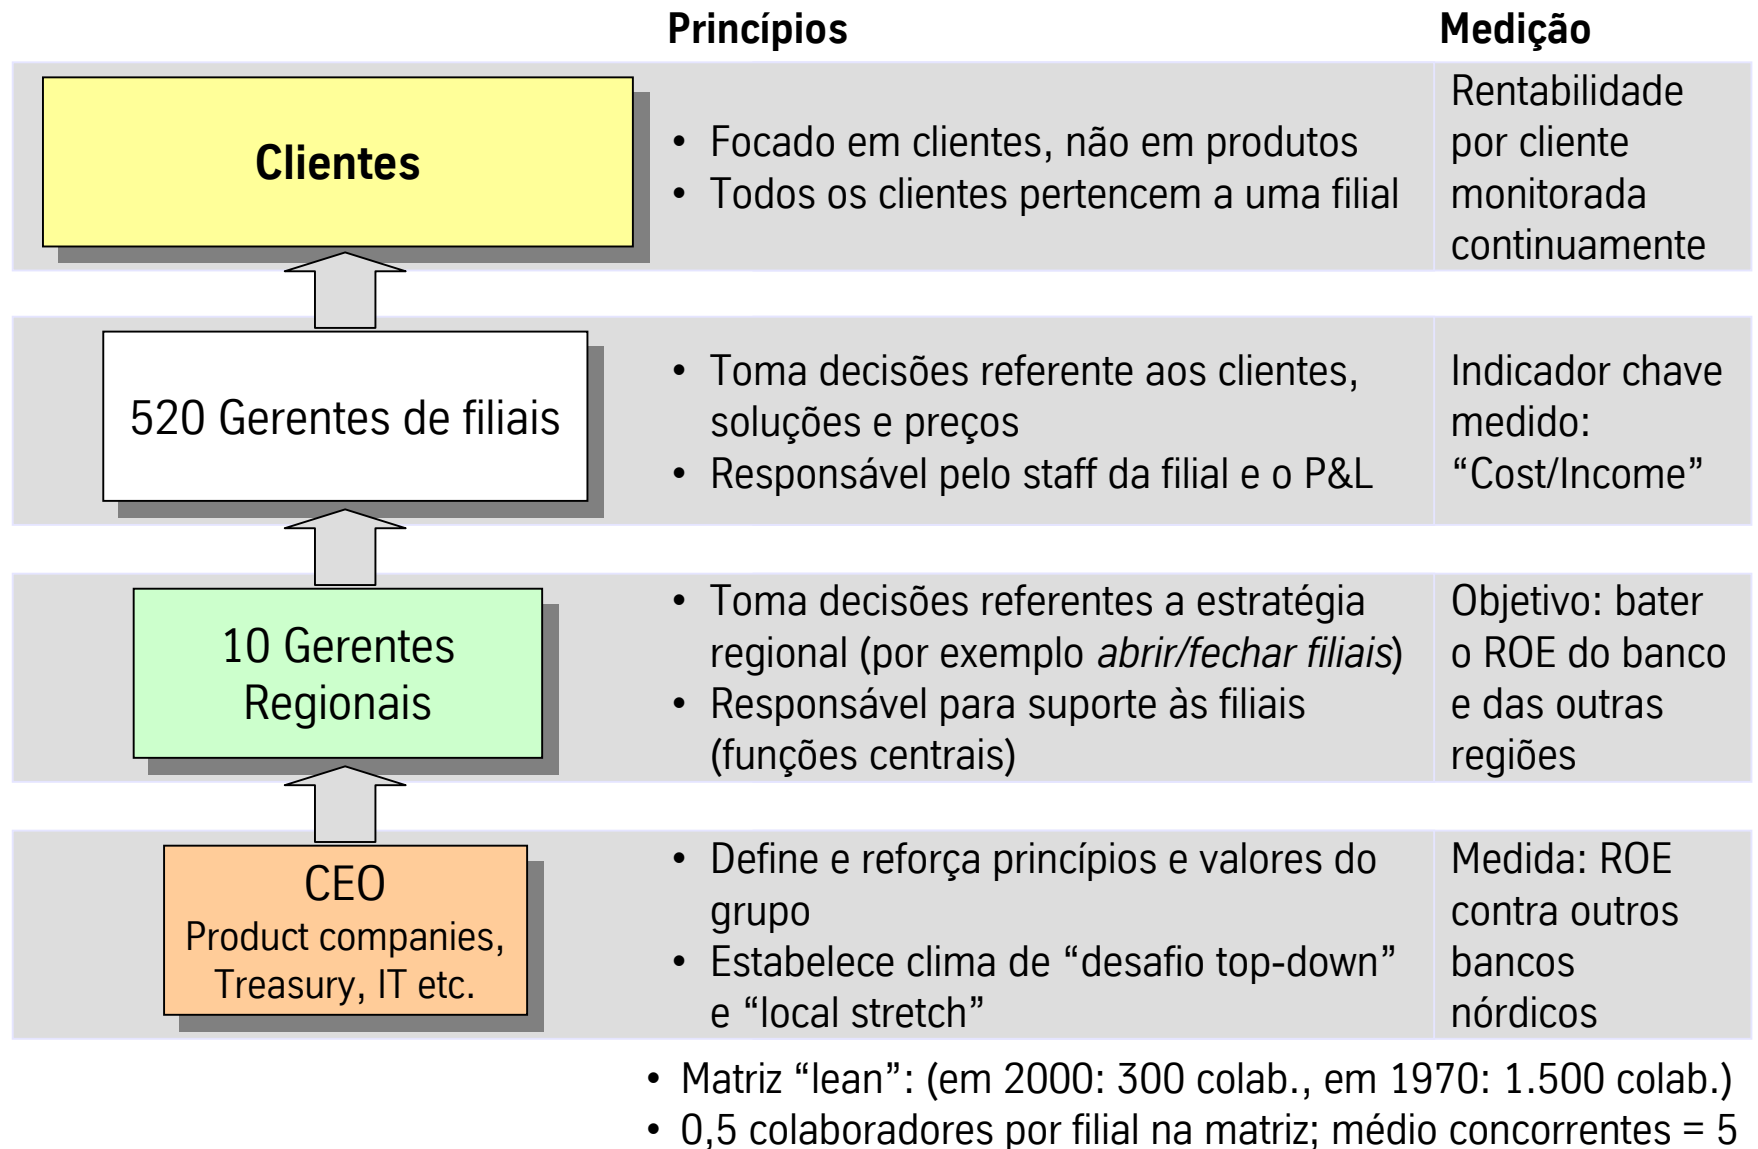 Princípios
Medição
Clientes
• Focado em clientes, não em produtos
• Todos os clientes pertencem a uma filial
Rentabilidade
por cliente
monitorada
continuamente
520 Gerentes de filiais
• Toma decisões referente aos clientes,
soluções e preços
• Responsável pelo staff da filial e o P&L
Indicador chave
medido:
“Cost/Income”
10 Gerentes
Regionais
• Toma decisões referentes a estratégia
regional (por exemplo abrir/fechar filiais)
• Responsável para suporte às filiais
(funções centrais)
Objetivo: bater
o ROE do banco
e das outras
regiões
CEO
Product companies,
Treasury, IT etc.
• Define e reforça princípios e valores do
grupo
• Estabelece clima de “desafio top-down”
e “local stretch”
Medida: ROE
contra outros
bancos
nórdicos
• Matriz “lean”: (em 2000: 300 colab., em 1970: 1.500 colab.)
• 0,5 colaboradores por filial na matriz; médio concorrentes = 5